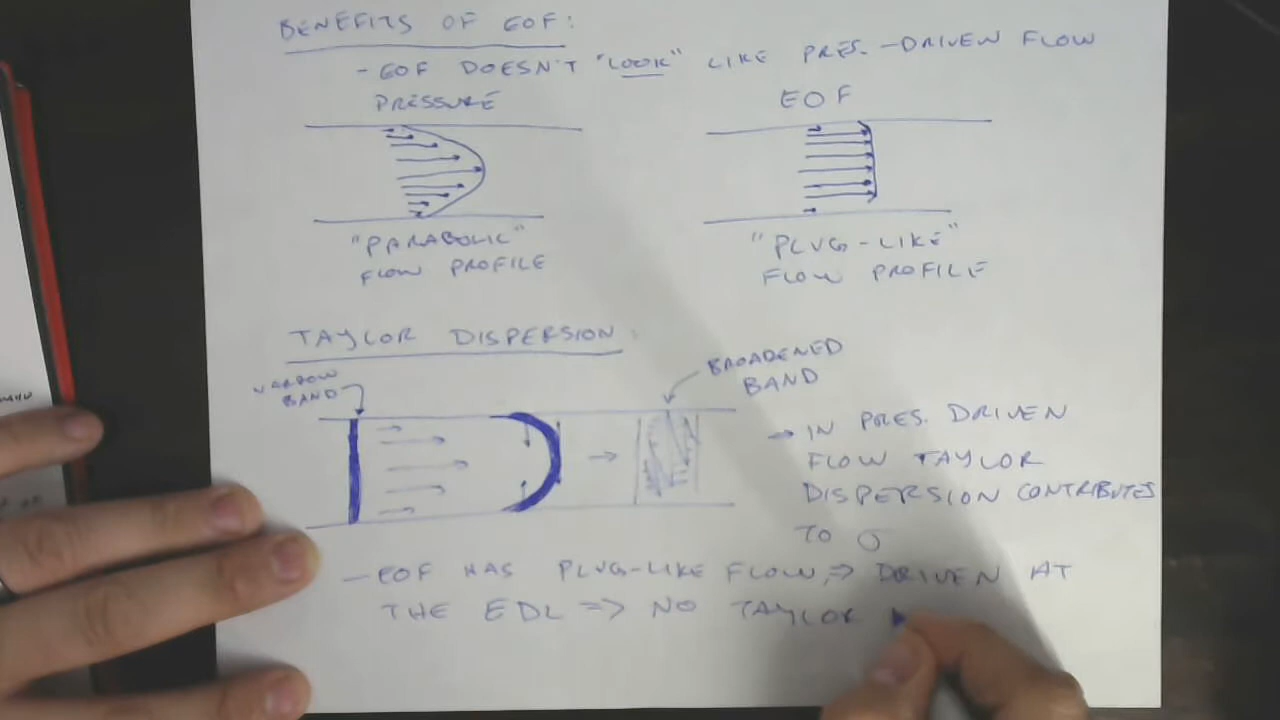 BENEFITS OF EOF:
- EOF DOESN'T "LOOK" LIKE PRES. -DRIVEN FLOW
PRESSURE
EOF
"PARABOLIC"
FLOW PROFILE
"PLUG-LIKE"
FLOW PROFILE
TAYLOR DISPERSION:
NARROW
BAND
BROADENED
BAND
→ IN PRES. DRIVEN
FLOW TAYLOR
DISPERSION CONTRIBUTES
TO σ
- EOF HAS PLUG-LIKE FLOW, => DRIVEN AT
THE EDL => NO TAYLOR